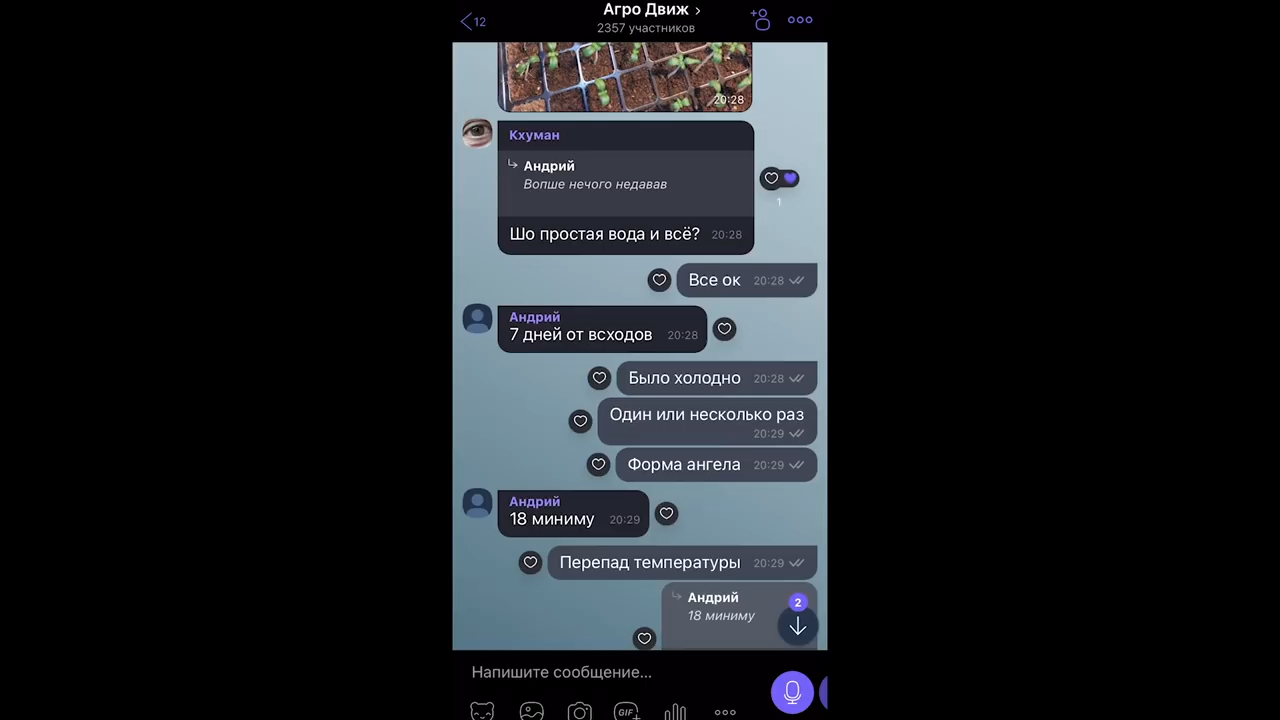 12
Агро Движ
2357 участников
20:28
Кхуман
Андрий
Вопше нечого недавав
1
Шо простая вода и всё? 20:28
Все ок 20:28
Андрий
7 дней от всходов 20:28
Было холодно 20:28
Один или несколько раз
20:29
Форма ангела 20:29
Андрий
18 миниму 20:29
Перепад температуры 20:29
Андрий
2
18 миниму
Напишите сообщение...
GIF